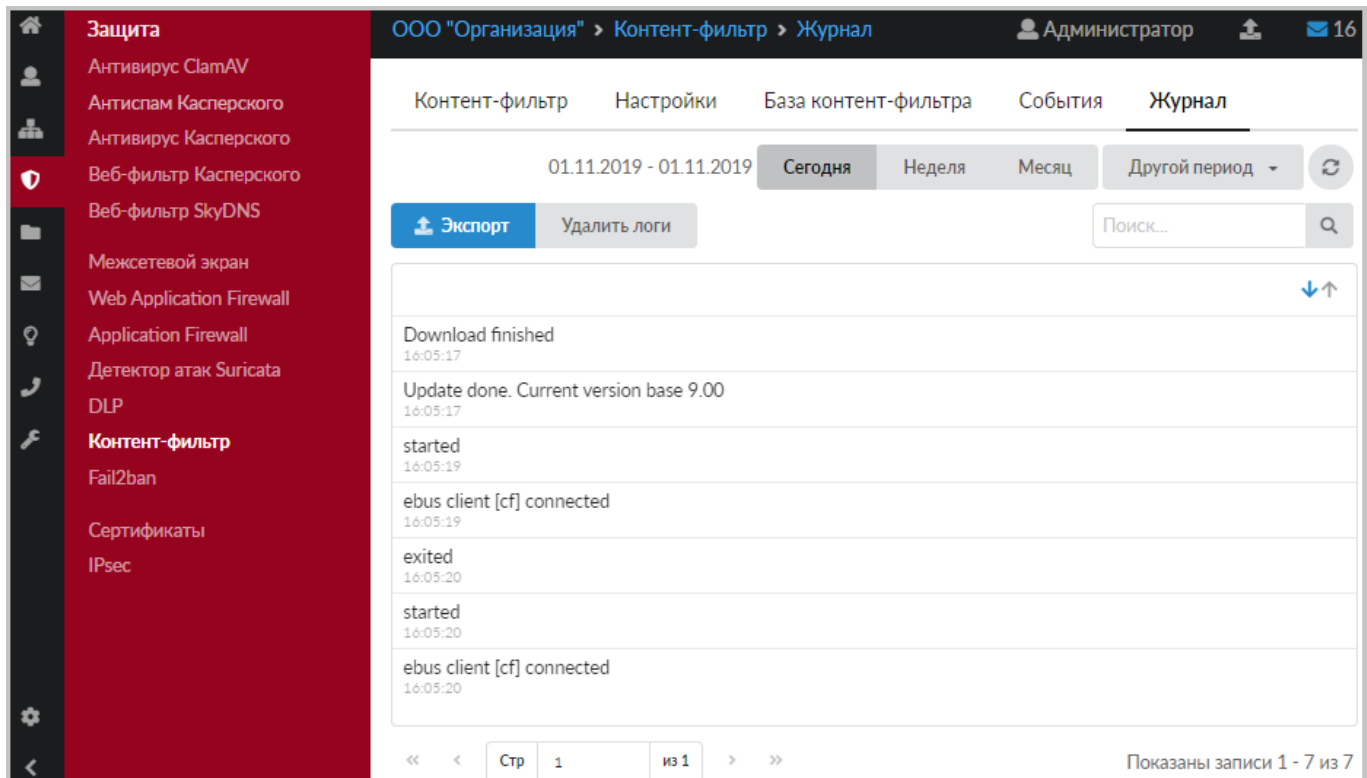 Защита
Антивирус ClamAV
Антиспам Касперского
Антивирус Касперского
Веб-фильтр Касперского
Веб-фильтр SkyDNS
Межсетевой экран
Web Application Firewall
Application Firewall
Детектор атак Suricata
DLP
Контент-фильтр
Fail2ban
Сертификаты
IPsec
ООО "Организация" > Контент-фильтр > Журнал Администратор 16
Контент-фильтр Настройки База контент-фильтра События Журнал
01.11.2019 - 01.11.2019 Сегодня Неделя Месяц Другой период
Экспорт Удалить логи Поиск...
Download finished
16:05:17
Update done. Current version base 9.00
16:05:17
started
16:05:19
ebus client [cf] connected
16:05:19
exited
16:05:20
started
16:05:20
ebus client [cf] connected
16:05:20
<< < Стр 1 из 1 > >> Показаны записи 1 - 7 из 7